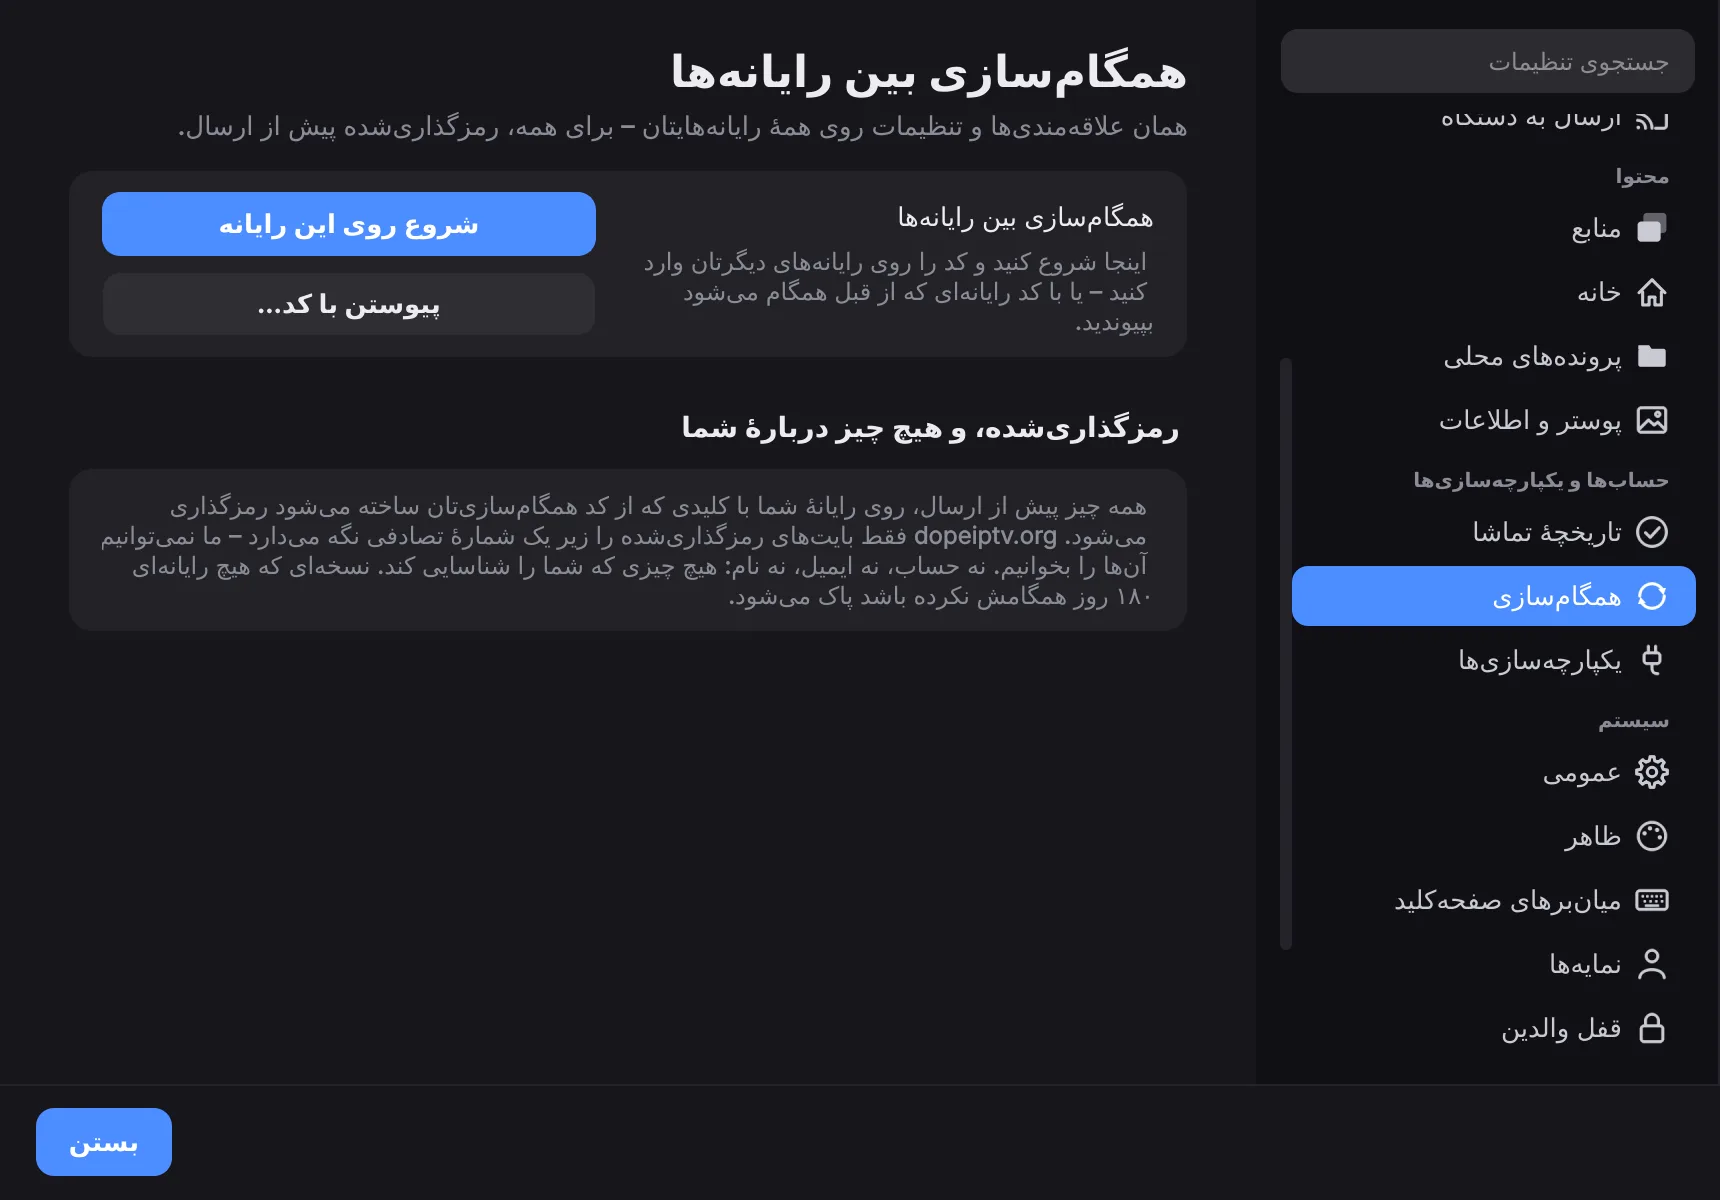 جستجوی تنظیمات
ارسال به دستگاه
محتوا
منابع
خانه
پرونده‌های محلی
پوستر و اطلاعات
حساب‌ها و یکپارچه‌سازی‌ها
تاریخچهٔ تماشا
همگام‌سازی
یکپارچه‌سازی‌ها
سیستم
عمومی
ظاهر
میان‌برهای صفحه‌کلید
نمایه‌ها
قفل والدین
همگام‌سازی بین رایانه‌ها
همان علاقه‌مندی‌ها و تنظیمات روی همهٔ رایانه‌هایتان – برای همه، رمزگذاری‌شده پیش از ارسال.
همگام‌سازی بین رایانه‌ها
اینجا شروع کنید و کد را روی رایانه‌های دیگرتان وارد
کنید – یا با کد رایانه‌ای که از قبل همگام می‌شود
بپیوندید.
شروع روی این رایانه
پیوستن با کد...
رمزگذاری‌شده، و هیچ چیز دربارهٔ شما
همه چیز پیش از ارسال، روی رایانهٔ شما با کلیدی که از کد همگام‌سازی‌تان ساخته می‌شود رمزگذاری
می‌شود. dopeiptv.org فقط بایت‌های رمزگذاری‌شده را زیر یک شمارهٔ تصادفی نگه می‌دارد – ما نمی‌توانیم
آن‌ها را بخوانیم. نه حساب، نه ایمیل، نه نام: هیچ چیزی که شما را شناسایی کند. نسخه‌ای که هیچ رایانه‌ای
۱۸۰ روز همگامش نکرده باشد پاک می‌شود.
بستن